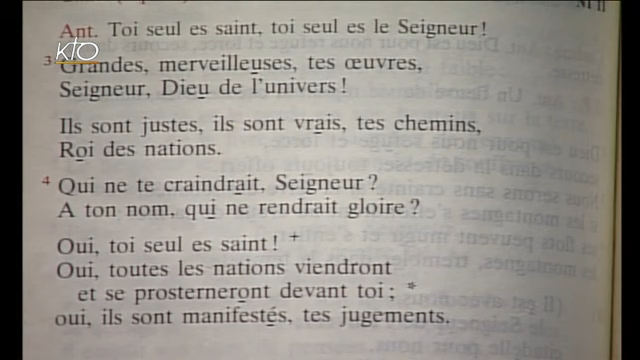 M II
Ant. Toi seul es saint, toi seul es le Seigneur !
KTO
3 Grandes, merveilleuses, tes œuvres,
Seigneur, Dieu de l'univers !
Ils sont justes, ils sont vrais, tes chemins,
Roi des nations.
4 Qui ne te craindrait, Seigneur ?
A ton nom, qui ne rendrait gloire ?
Oui, toi seul es saint ! +
Oui, toutes les nations viendront
et se prosterneront devant toi ; *
oui, ils sont manifestés, tes jugements.